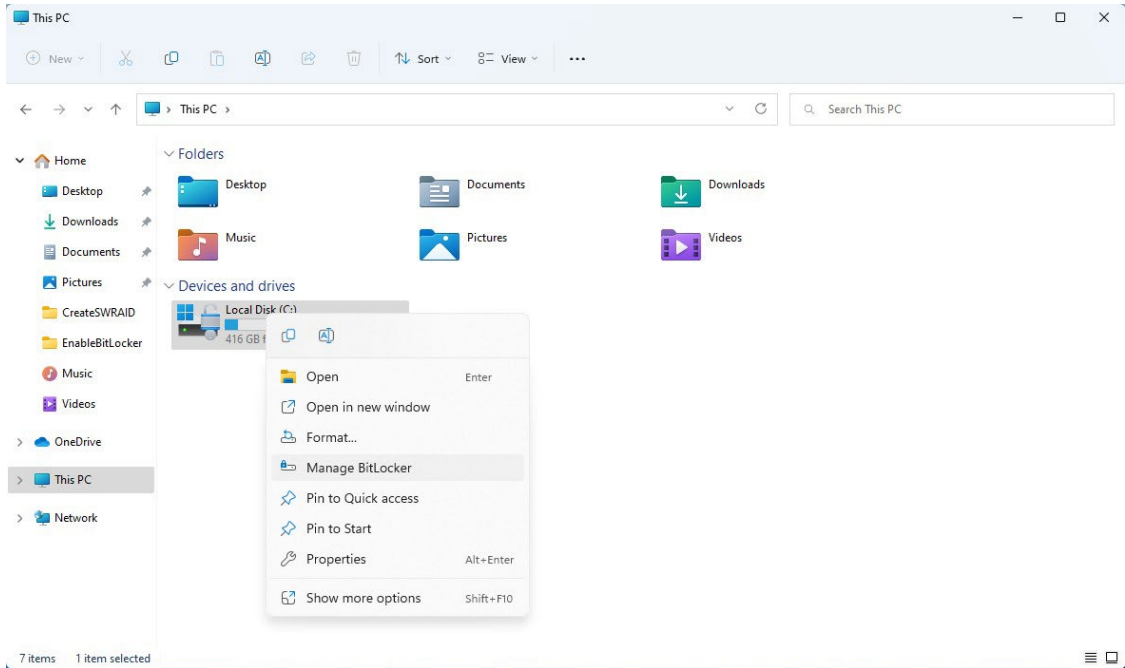 This PC
New
Sort
View
This PC
Search This PC
Home
Desktop
Downloads
Documents
Pictures
CreateSWRAID
EnableBitLocker
Music
Videos
OneDrive
This PC
Network
Folders
Desktop
Documents
Downloads
Music
Pictures
Videos
Devices and drives
Local Disk (C:)
416 GB f
Open Enter
Open in new window
Format...
Manage BitLocker
Pin to Quick access
Pin to Start
Properties Alt+Enter
Show more options Shift+F10
7 items 1 item selected